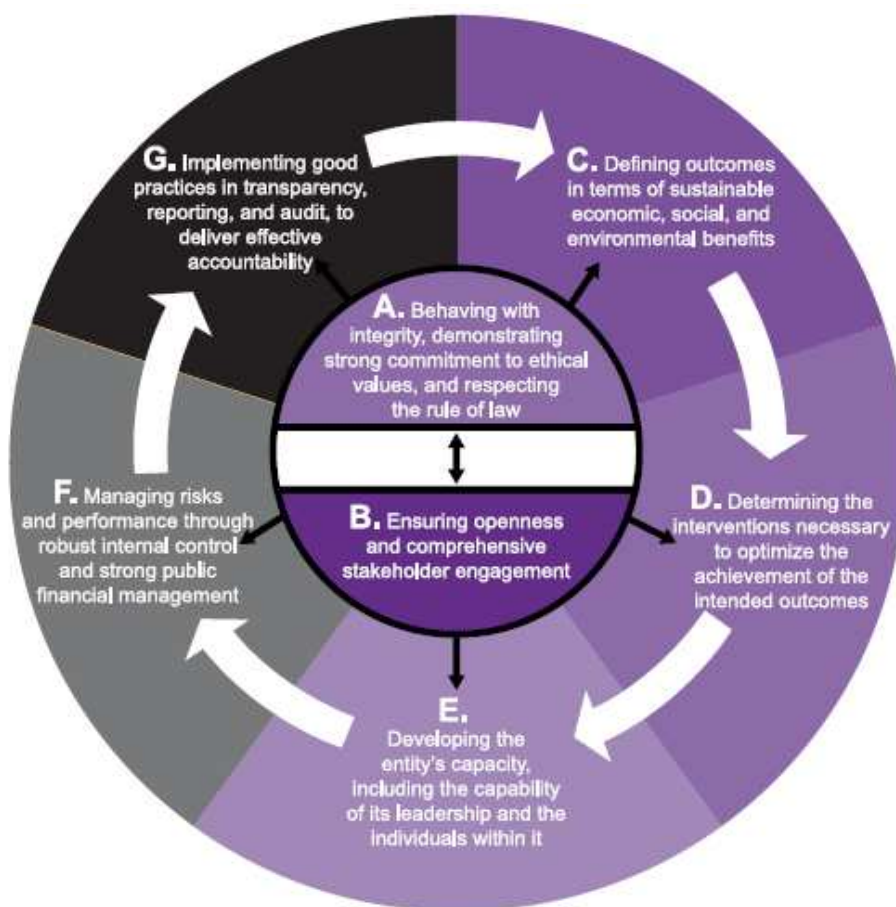 A. Behaving with
integrity, demonstrating
strong commitment to ethical
values, and respecting
the rule of law
B. Ensuring openness
and comprehensive
stakeholder engagement
C. Defining outcomes
in terms of sustainable
economic, social, and
environmental benefits
D. Determining the
interventions necessary
to optimize the
achievement of the
intended outcomes
E.
Developing the
entity's capacity,
including the capability
of its leadership and the
individuals within it
F. Managing risks
and performance through
robust internal control
and strong public
financial management
G. Implementing good
practices in transparency,
reporting, and audit, to
deliver effective
accountability